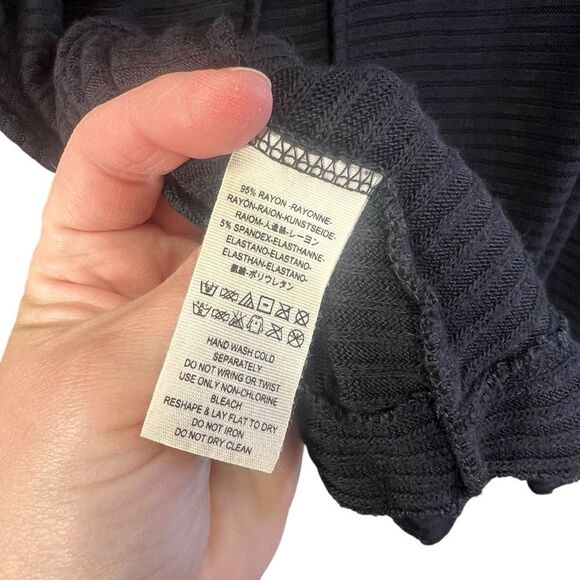 95% RAYON -RAYONNE-
RAYÓN-RAION-KUNSTSEIDE-
RAIOM-人造絲-レーヨン
5% SPANDEX-ELASTHANNE-
ELASTANO-ELASTANO-
ELASTHAN-ELASTANO-
氨綸-ポリウレタン
HAND WASH COLD
SEPARATELY
DO NOT WRING OR TWIST
USE ONLY NON-CHLORINE
BLEACH
RESHAPE & LAY FLAT TO DRY
DO NOT IRON
DO NOT DRY CLEAN